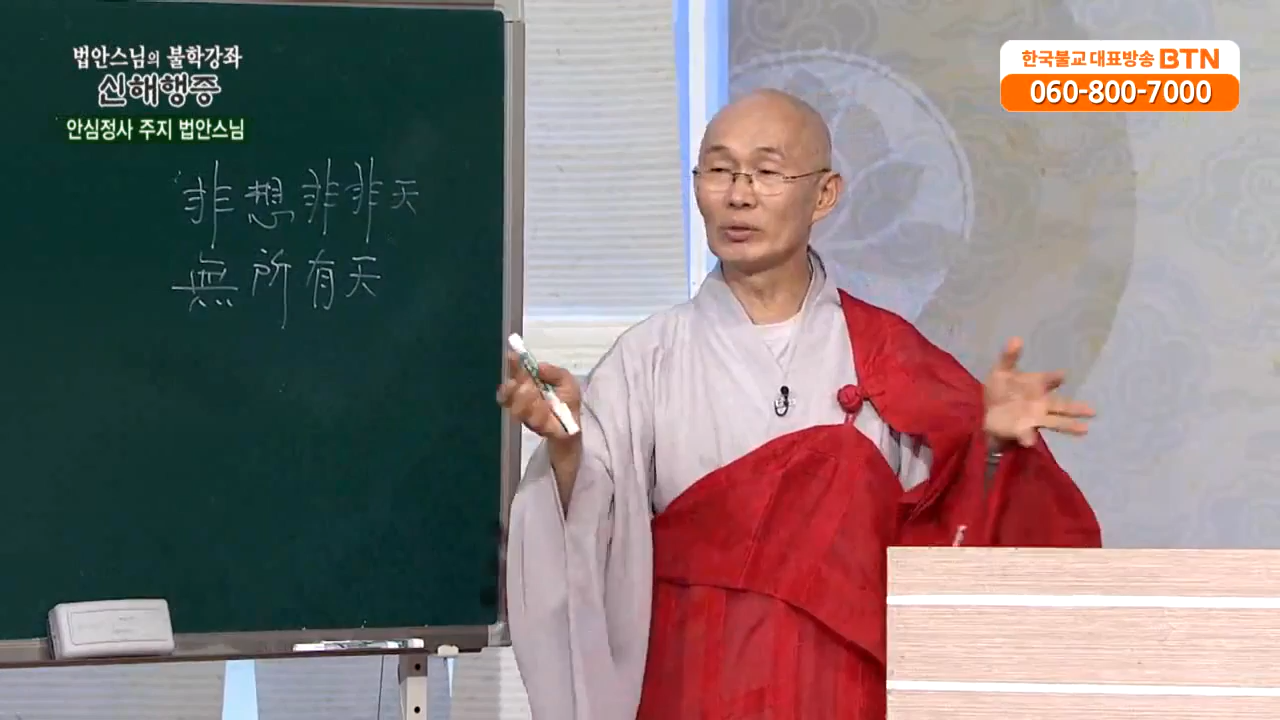 법안스님의 불학강좌
신해행증
안심정사 주지 법안스님
한국불교 대표방송 BTN
060-800-7000
非想非非天
無所有天